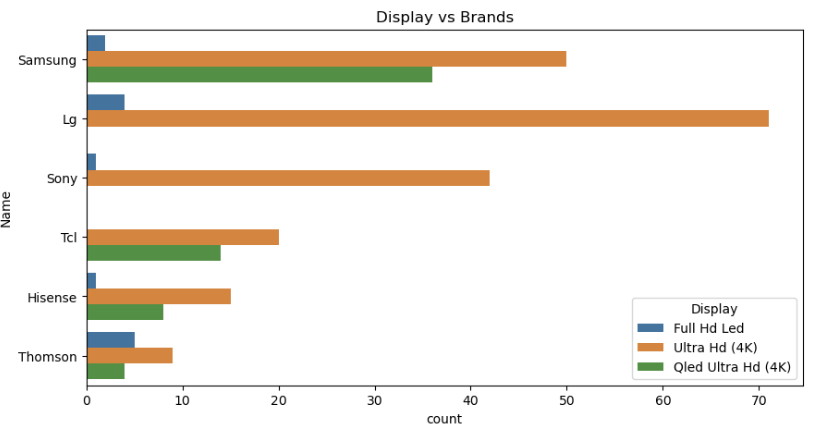 Display vs Brands
Samsung
Lg
Sony
Tcl
Hisense
Thomson
Name
0 10 20 30 40 50 60 70
count
Display
Full Hd Led
Ultra Hd (4K)
Qled Ultra Hd (4K)